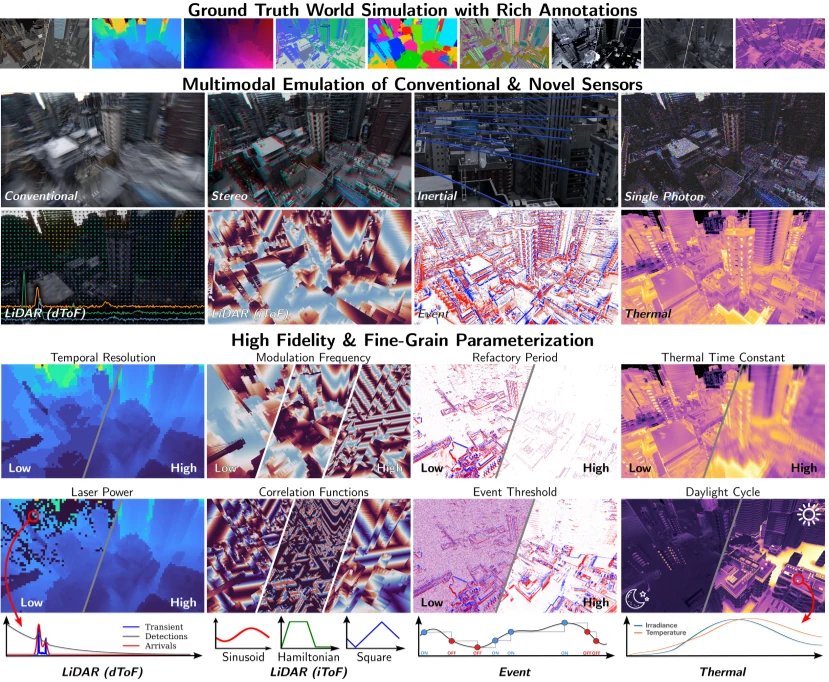 Ground Truth World Simulation with Rich Annotations
Multimodal Emulation of Conventional & Novel Sensors
Conventional
Stereo
Inertial
Single Photon
LiDAR (dToF)
LiDAR (iToF)
Event
Thermal
High Fidelity & Fine-Grain Parameterization
Temporal Resolution
Modulation Frequency
Refactory Period
Thermal Time Constant
Low
High
Low
High
Low
High
Low
High
Laser Power
Correlation Functions
Event Threshold
Daylight Cycle
Low
High
Low
High
Transient
Detections
Arrivals
Sinusoid
Hamiltonian
Square
ON
OFF
OFF
ON
ON
ON
OFF
OFF
Irradiance
Temperature
LiDAR (dToF)
LiDAR (iToF)
Event
Thermal